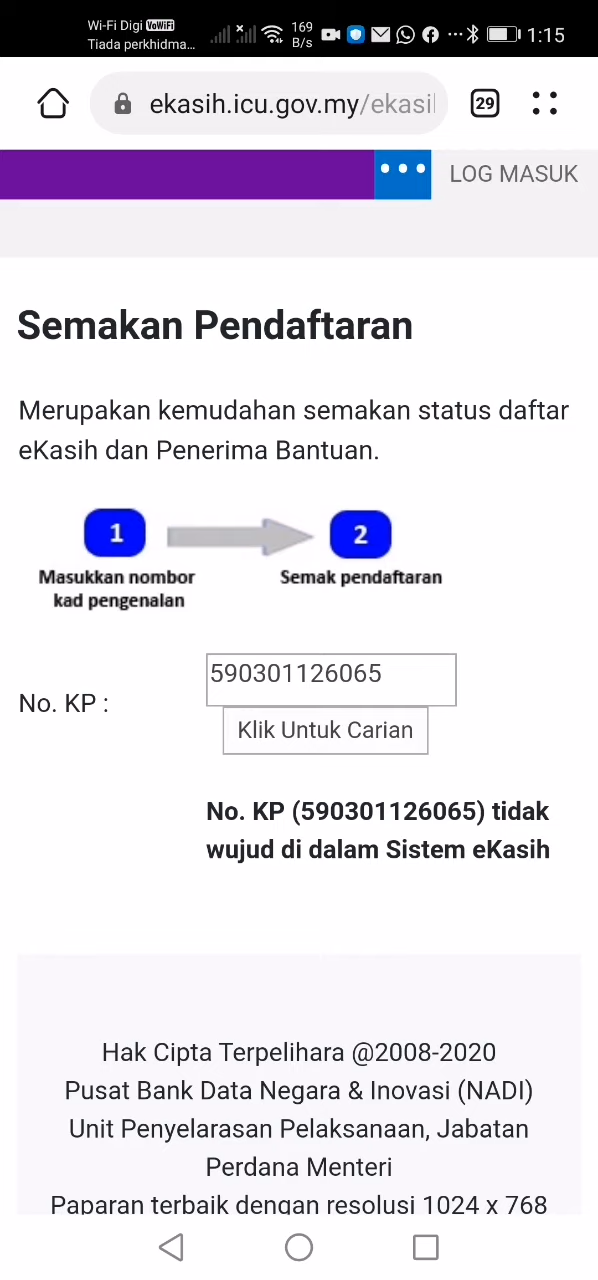 Wi-Fi Digi VoWiFi
Tiada perkhidma...
169
B/s
1:15
ekasih.icu.gov.my/ekasil
29
LOG MASUK
Semakan Pendaftaran
Merupakan kemudahan semakan status daftar
eKasih dan Penerima Bantuan.
1
2
Masukkan nombor
kad pengenalan
Semak pendaftaran
No. KP :
590301126065
Klik Untuk Carian
No. KP (590301126065) tidak
wujud di dalam Sistem eKasih
Hak Cipta Terpelihara @2008-2020
Pusat Bank Data Negara & Inovasi (NADI)
Unit Penyelarasan Pelaksanaan, Jabatan
Perdana Menteri
Paparan terbaik dengan resolusi 1024 x 768